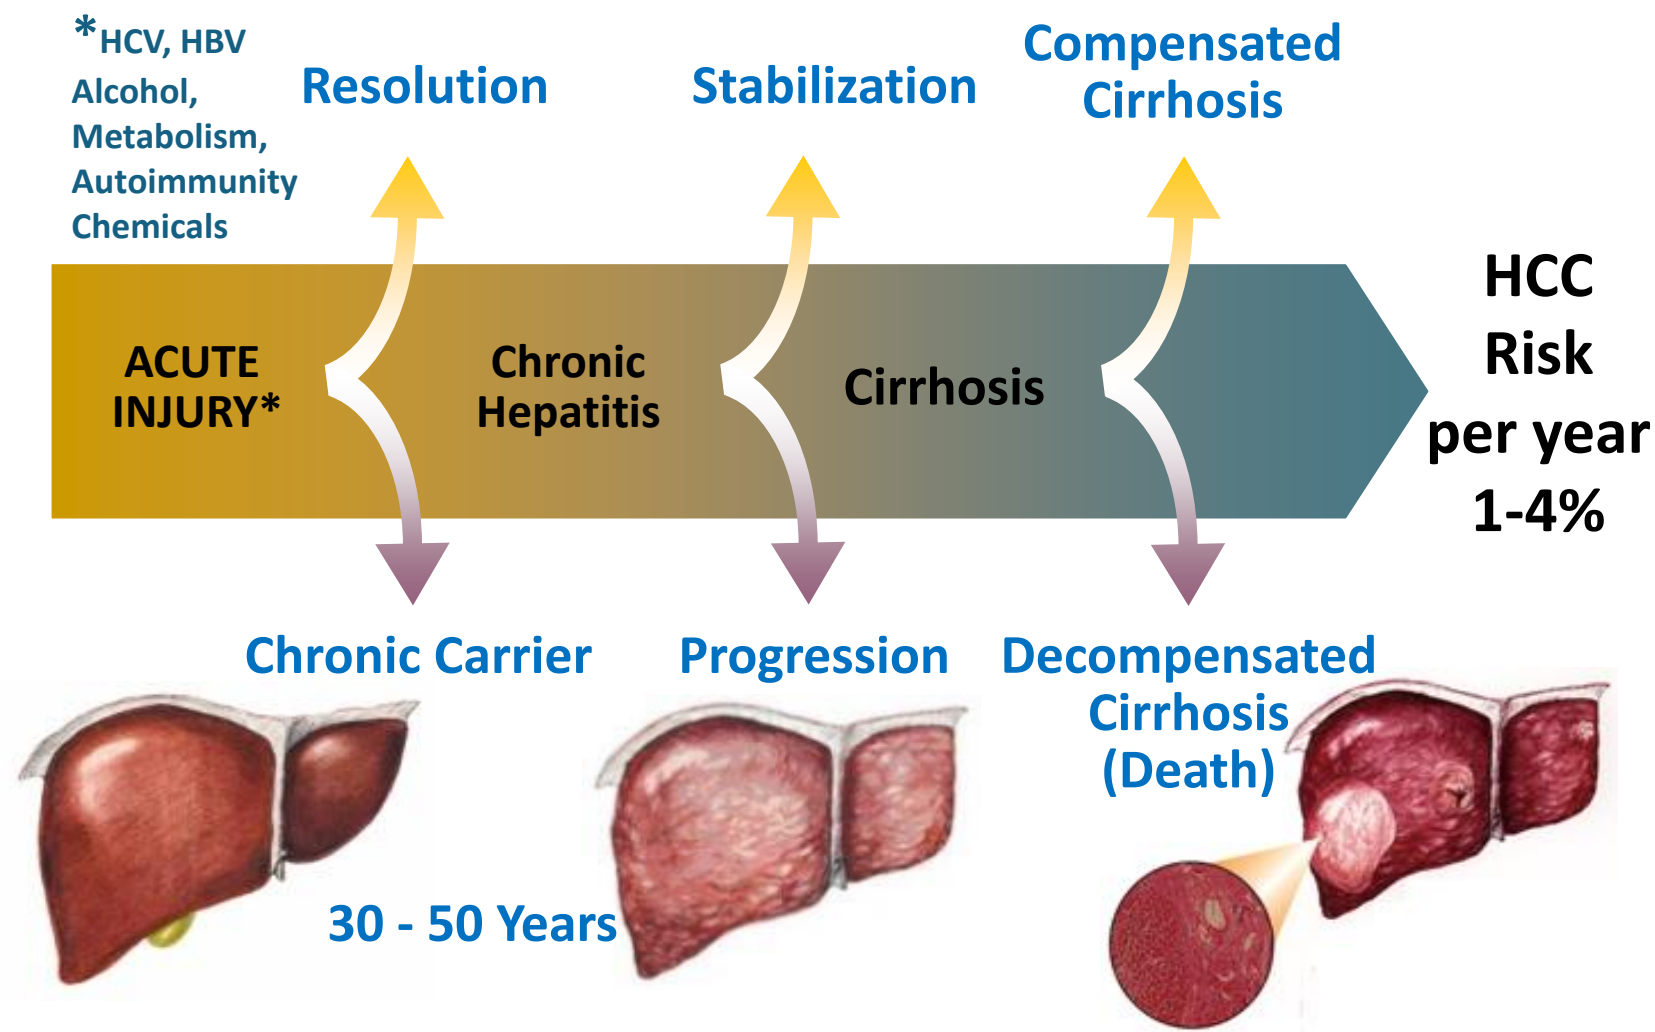 *HCV, HBV
Alcohol,
Metabolism,
Autoimmunity
Chemicals
Resolution
Stabilization
Compensated
Cirrhosis
ACUTE
INJURY*
Chronic
Hepatitis
Cirrhosis
HCC
Risk
per year
1-4%
Chronic Carrier
Progression
Decompensated
Cirrhosis
(Death)
30 - 50 Years